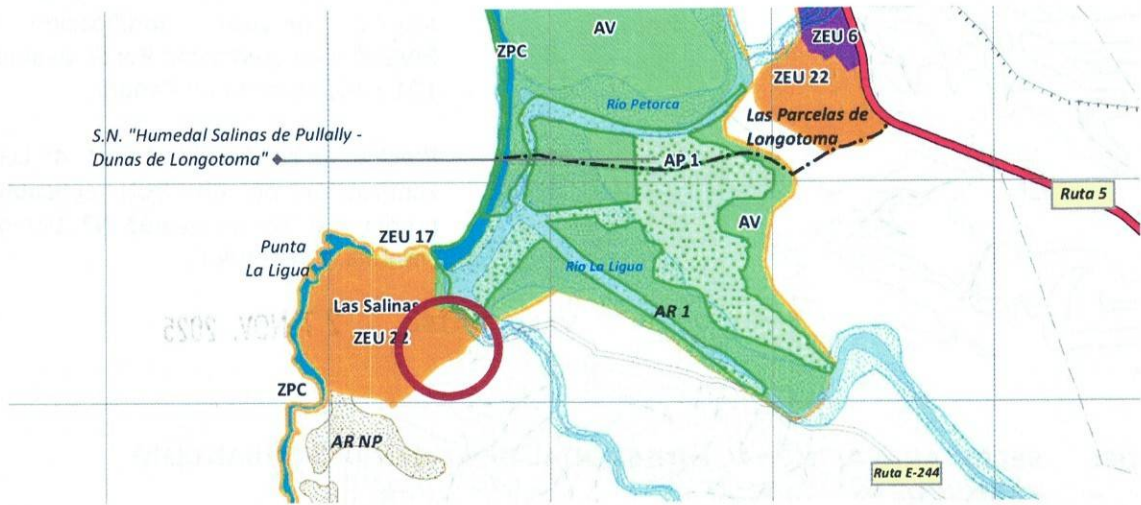 AV
ZEU 6
ZPC
ZEU 22
Río Petorca
Las Parcelas de
Longotoma
S.N. "Humedal Salinas de Pullally -
Dunas de Longotoma"
AP 1
Ruta 5
AV
ZEU 17
Punta
La Ligua
Río La Ligua
Las Salinas
AR 1
NOV. 2025
ZEU 22
ZPC
AR NP
Ruta E-244